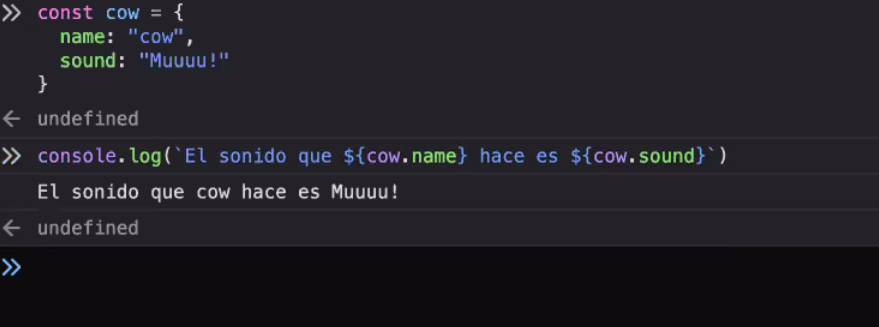 » const cow = {
name: "cow",
sound: "Muuuu!"
}
← undefined
» console.log(`El sonido que ${cow.name} hace es ${cow.sound}`)
El sonido que cow hace es Muuuu!
← undefined
»